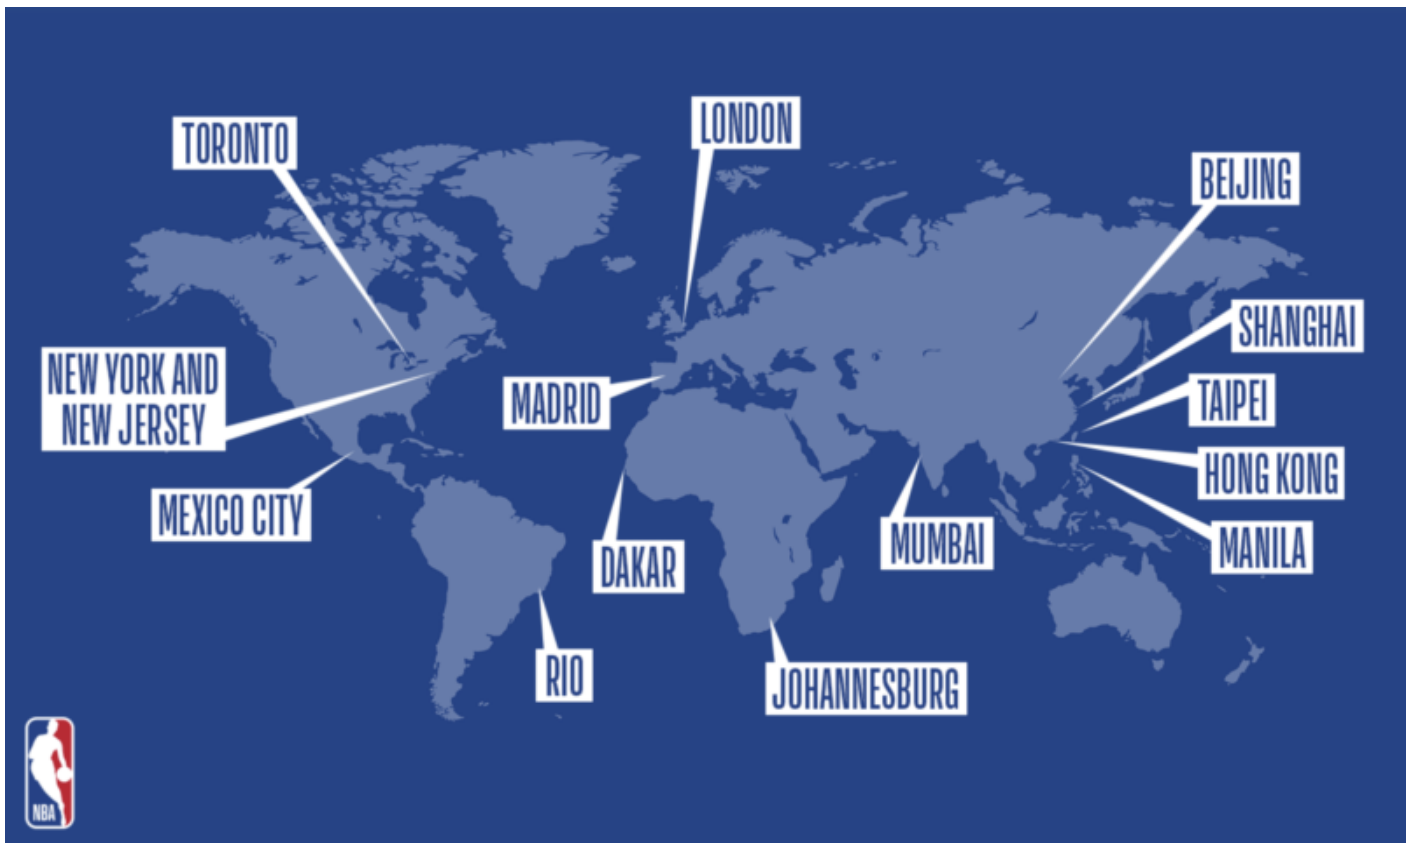 LONDON
TORONTO
BEIJING
SHANGHAI
NEW YORK AND
NEW JERSEY
MADRID
TAIPEI
HONG KONG
MEXICO CITY
MUMBAI
MANILA
DAKAR
RIO
JOHANNESBURG
NBA